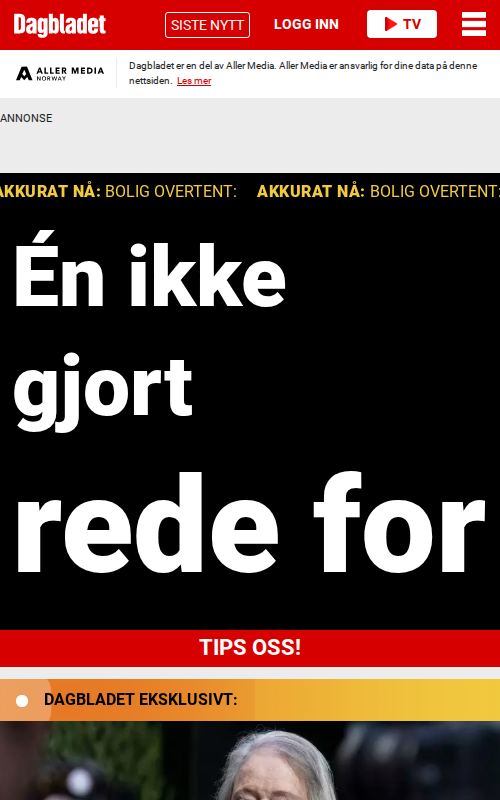 Dagbladet
SISTE NYTT
LOGG INN
TV
ALLER MEDIA
NORWAY
Dagbladet er en del av Aller Media. Aller Media er ansvarlig for dine data på denne
nettsiden. Les mer
ANNONSE
AKKURAT NÅ: BOLIG OVERTENT: AKKURAT NÅ: BOLIG OVERTENT:
Én ikke
gjort
rede for
TIPS OSS!
DAGBLADET EKSKLUSIVT: